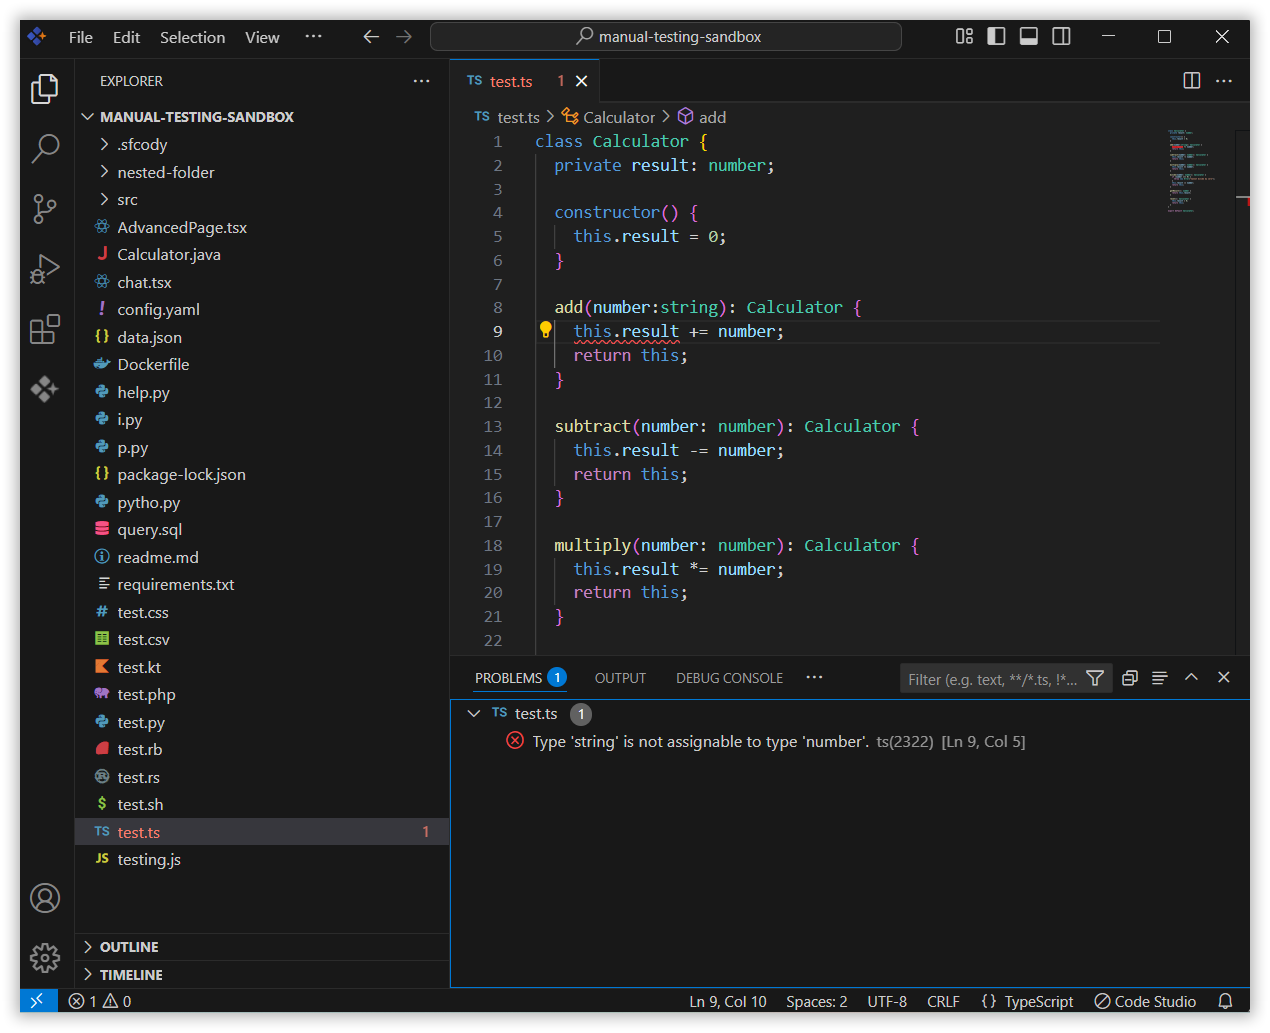 File Edit Selection View ··· manual-testing-sandbox
EXPLORER ···
MANUAL-TESTING-SANDBOX
.sfcody
nested-folder
src
AdvancedPage.tsx
J Calculator.java
chat.tsx
! config.yaml
{} data.json
Dockerfile
help.py
i.py
p.py
{} package-lock.json
pytho.py
query.sql
readme.md
requirements.txt
# test.css
test.csv
test.kt
test.php
test.py
test.rb
test.rs
$ test.sh
TS test.ts 1
JS testing.js
OUTLINE
TIMELINE
TS test.ts 1
TS test.ts > Calculator > add
1 class Calculator {
2 private result: number;
3
4 constructor() {
5 this.result = 0;
6 }
7
8 add(number:string): Calculator {
9 this.result += number;
10 return this;
11 }
12
13 subtract(number: number): Calculator {
14 this.result -= number;
15 return this;
16 }
17
18 multiply(number: number): Calculator {
19 this.result *= number;
20 return this;
21 }
22
PROBLEMS 1 OUTPUT DEBUG CONSOLE ··· Filter (e.g. text, **/*.ts, !*...
TS test.ts 1
Type 'string' is not assignable to type 'number'. ts(2322) [Ln 9, Col 5]
1 0 Ln 9, Col 10 Spaces: 2 UTF-8 CRLF {} TypeScript Code Studio